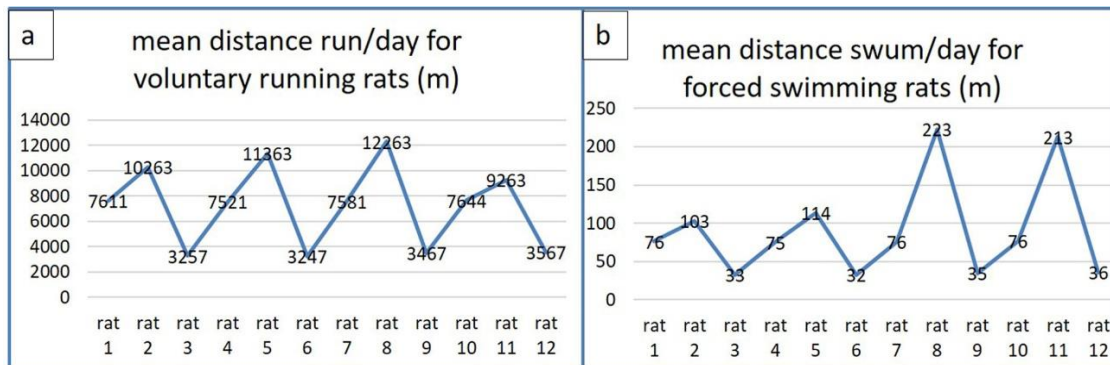 a
mean distance run/day for
voluntary running rats (m)
14000
12000
10000
8000
6000
4000
2000
0
7611
10263
3257
7521
11363
3247
7581
12263
3467
7644
9263
3567
rat 1
rat 2
rat 3
rat 4
rat 5
rat 6
rat 7
rat 8
rat 9
rat 10
rat 11
rat 12
b
mean distance swum/day for
forced swimming rats (m)
250
200
150
100
50
0
76
103
33
75
114
32
76
223
35
76
213
36
rat 1
rat 2
rat 3
rat 4
rat 5
rat 6
rat 7
rat 8
rat 9
rat 10
rat 11
rat 12